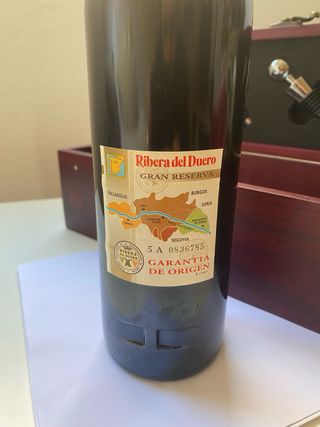 Ribera del Duero
GRAN RESERVA
VALLADOLID
BURGOS
SORIA
SEGOVIA
5 A 0836785
GARANTIA
DE ORIGEN